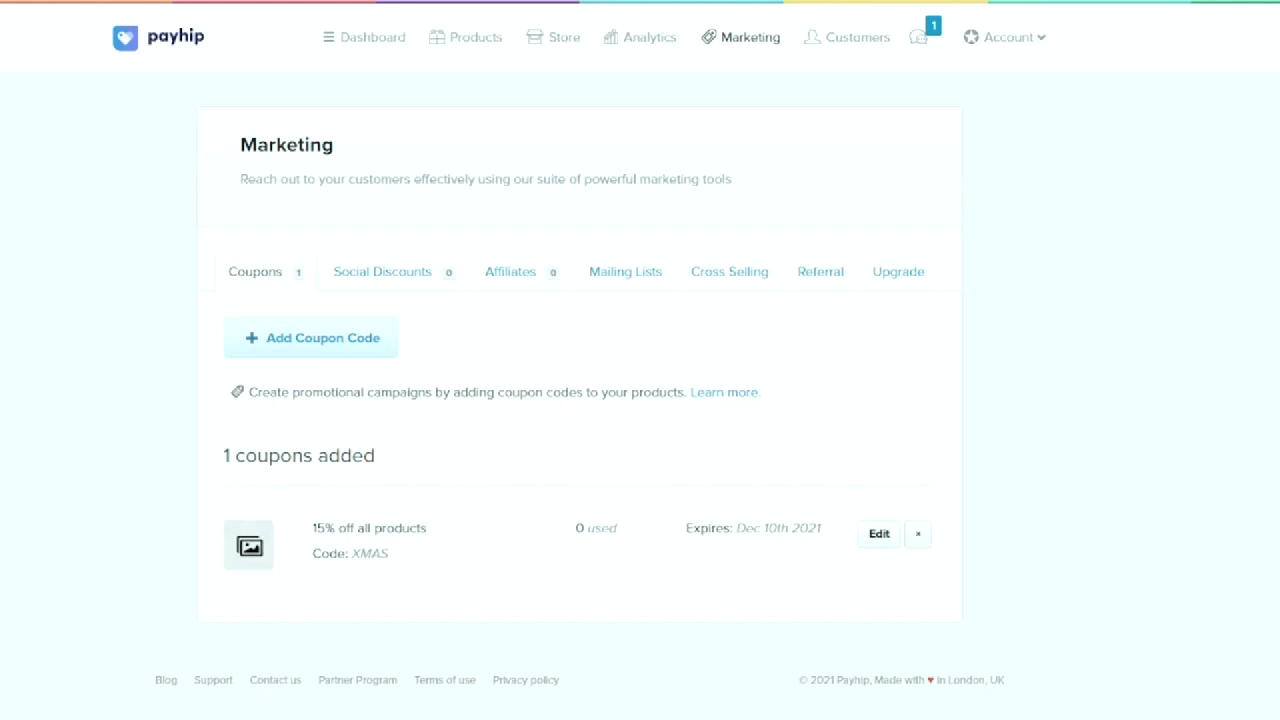 payhip
Dashboard Products Store Analytics Marketing Customers 1 Account
Marketing
Reach out to your customers effectively using our suite of powerful marketing tools
Coupons 1 Social Discounts 0 Affiliates 0 Mailing Lists Cross Selling Referral Upgrade
+ Add Coupon Code
Create promotional campaigns by adding coupon codes to your products. Learn more.
1 coupons added
15% off all products 0 used Expires: Dec 10th 2021 Edit ×
Code: XMAS
Blog Support Contact us Partner Program Terms of use Privacy policy © 2021 Payhip, Made with ♥ in London, UK